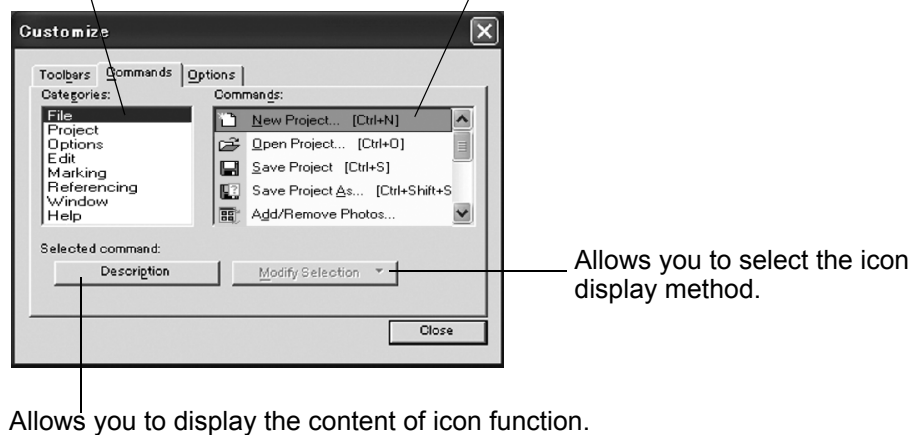 Customize
Toolbars Commands Options
Categories: Commands:
File
Project
Options
Edit
Marking
Referencing
Window
Help
New Project... [Ctrl+N]
Open Project... [Ctrl+O]
Save Project [Ctrl+S]
Save Project As... [Ctrl+Shift+S
Add/Remove Photos...
Selected command:
Description Modify Selection
Close
Allows you to select the icon
display method.
Allows you to display the content of icon function.